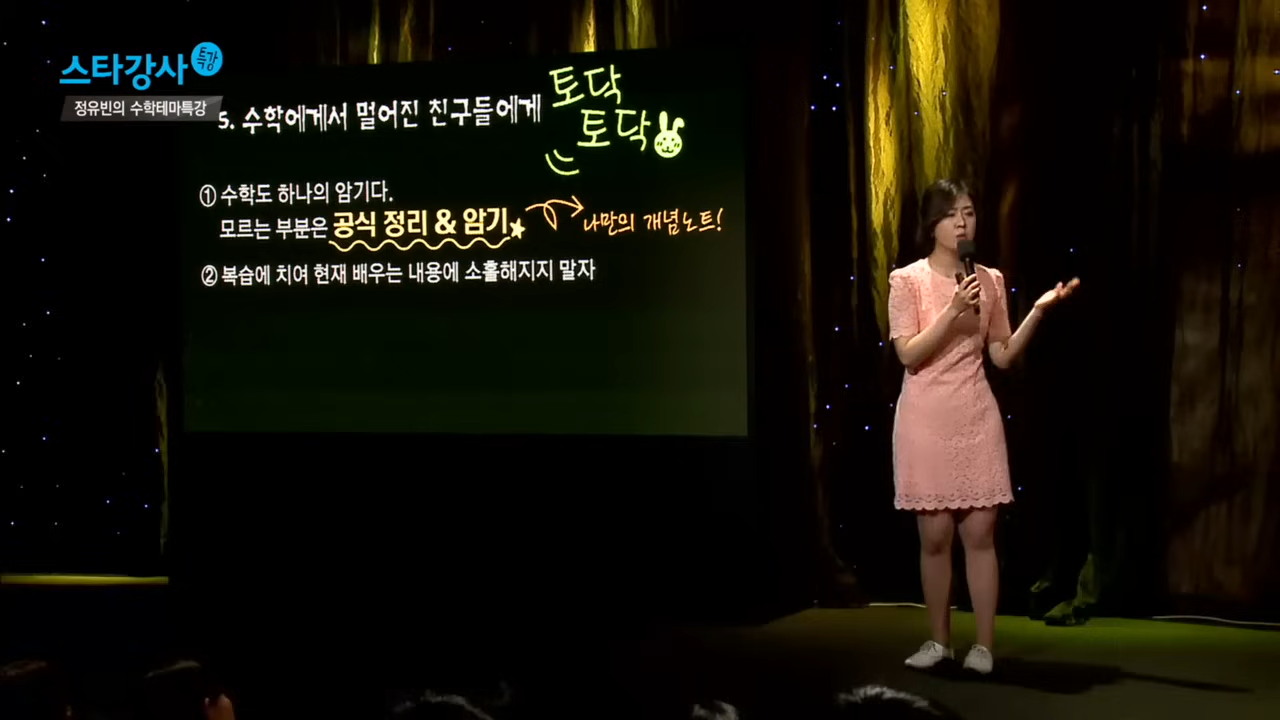 스타강사 특강
정유빈의 수학테마특강
5. 수학에게서 멀어진 친구들에게 토닥
토닥
① 수학도 하나의 암기다.
모르는 부분은 공식 정리 & 암기 나만의 개념노트!
② 복습에 치여 현재 배우는 내용에 소홀해지지 말자